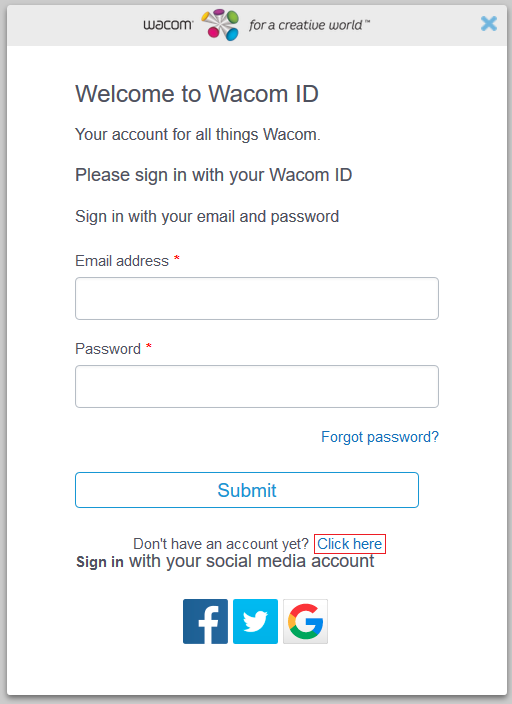 wacom for a creative world™
Welcome to Wacom ID
Your account for all things Wacom.
Please sign in with your Wacom ID
Sign in with your email and password
Email address *
Password *
Forgot password?
Submit
Don't have an account yet? Click here
Sign in with your social media account